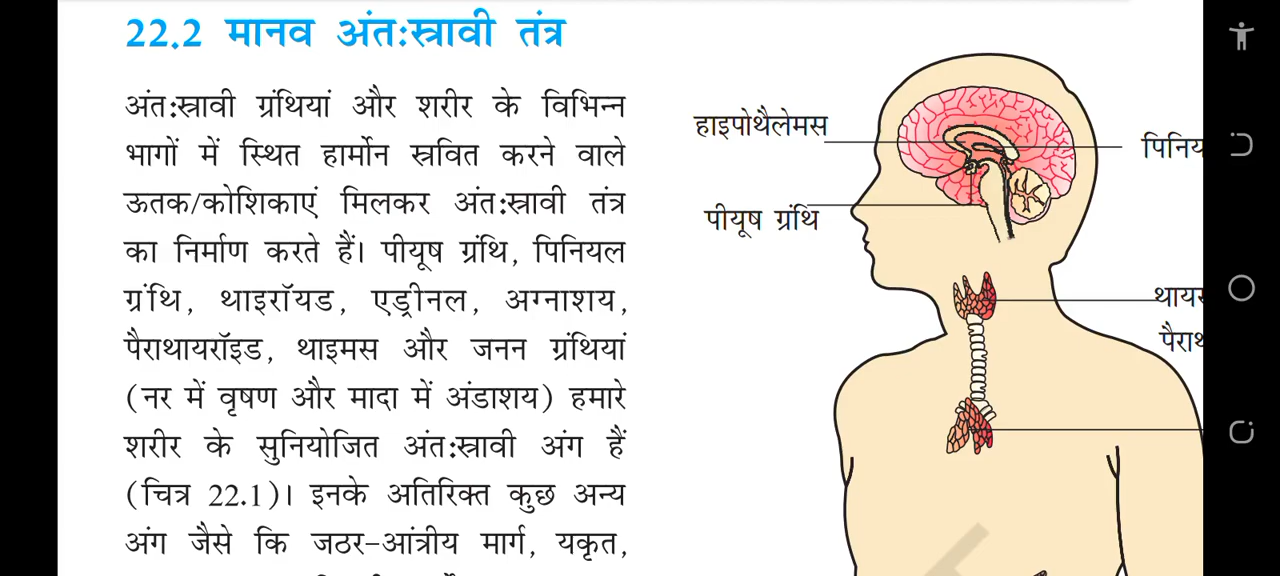 22.2 मानव अंतःस्रावी तंत्र
अंतःस्रावी ग्रंथियां और शरीर के विभिन्न
भागों में स्थित हार्मोन स्रवित करने वाले
ऊतक/कोशिकाएं मिलकर अंतःस्रावी तंत्र
का निर्माण करते हैं। पीयूष ग्रंथि, पिनियल
ग्रंथि, थाइरॉयड, एड्रीनल, अग्नाशय,
पैराथायरॉइड, थाइमस और जनन ग्रंथियां
(नर में वृषण और मादा में अंडाशय) हमारे
शरीर के सुनियोजित अंतःस्रावी अंग हैं
(चित्र 22.1)। इनके अतिरिक्त कुछ अन्य
अंग जैसे कि जठर-आंत्रीय मार्ग, यकृत,
हाइपोथैलेमस
पीयूष ग्रंथि